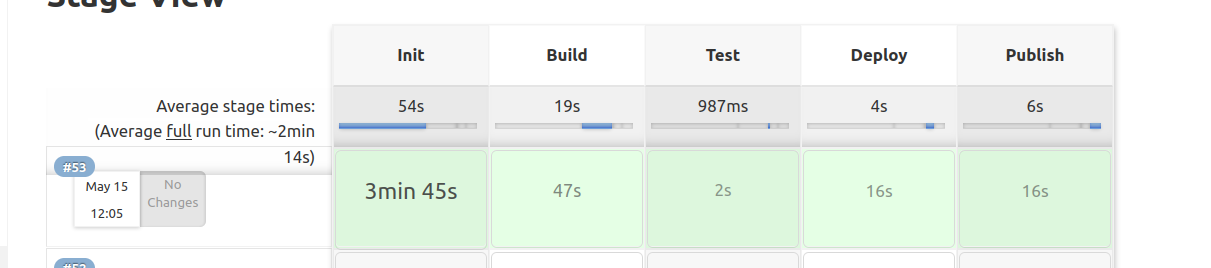 Stage View
Init Build Test Deploy Publish
Average stage times:
54s 19s 987ms 4s 6s
(Average full run time: ~2min
14s)
#53
May 15
12:05
No
Changes
3min 45s 47s 2s 16s 16s